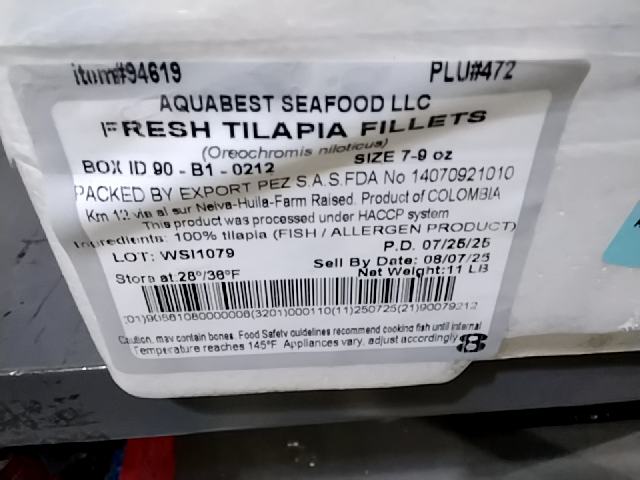 item#94619 PLU#472
AQUABEST SEAFOOD LLC
FRESH TILAPIA FILLETS
(Oreochromis niloticus)
BOX ID 90 - B1 - 0212 SIZE 7-9 oz
PACKED BY EXPORT PEZ S.A.S. FDA No 14070921010
Km 12 via al sur Neiva-Huila-Farm Raised. Product of COLOMBIA
This product was processed under HACCP system
Ingredients: 100% tilapia (FISH / ALLERGEN PRODUCT)
LOT: WSI1079 P.D. 07/25/25
Sell By Date: 08/07/25
Store at 28°/38°F Net Weight:11 LB
(3201)000110(11)250725(21)90079212
Caution, may contain bones. Food Safety guidelines recommend cooking fish until internal
Temperature reaches 145°F. Appliances vary, adjust accordingly